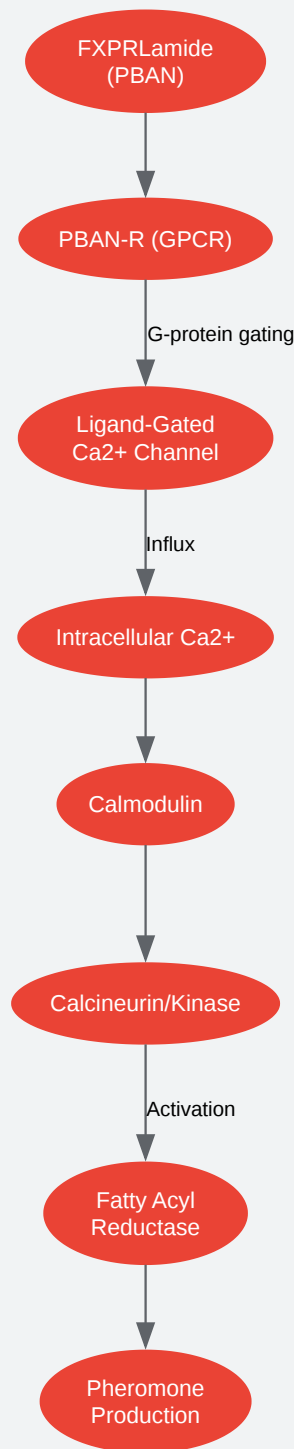 FXPRLamide
(PBAN)
PBAN-R (GPCR)
G-protein gating
Ligand-Gated
Ca2+ Channel
Influx
Intracellular Ca2+
Calmodulin
Calcineurin/Kinase
Activation
Fatty Acyl
Reductase
Pheromone
Production